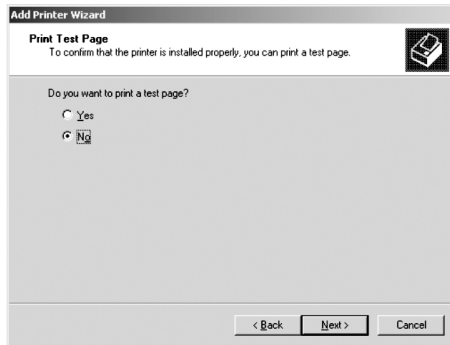 Add Printer Wizard
Print Test Page
To confirm that the printer is installed properly, you can print a test page.
Do you want to print a test page?
Yes
No
< Back Next > Cancel